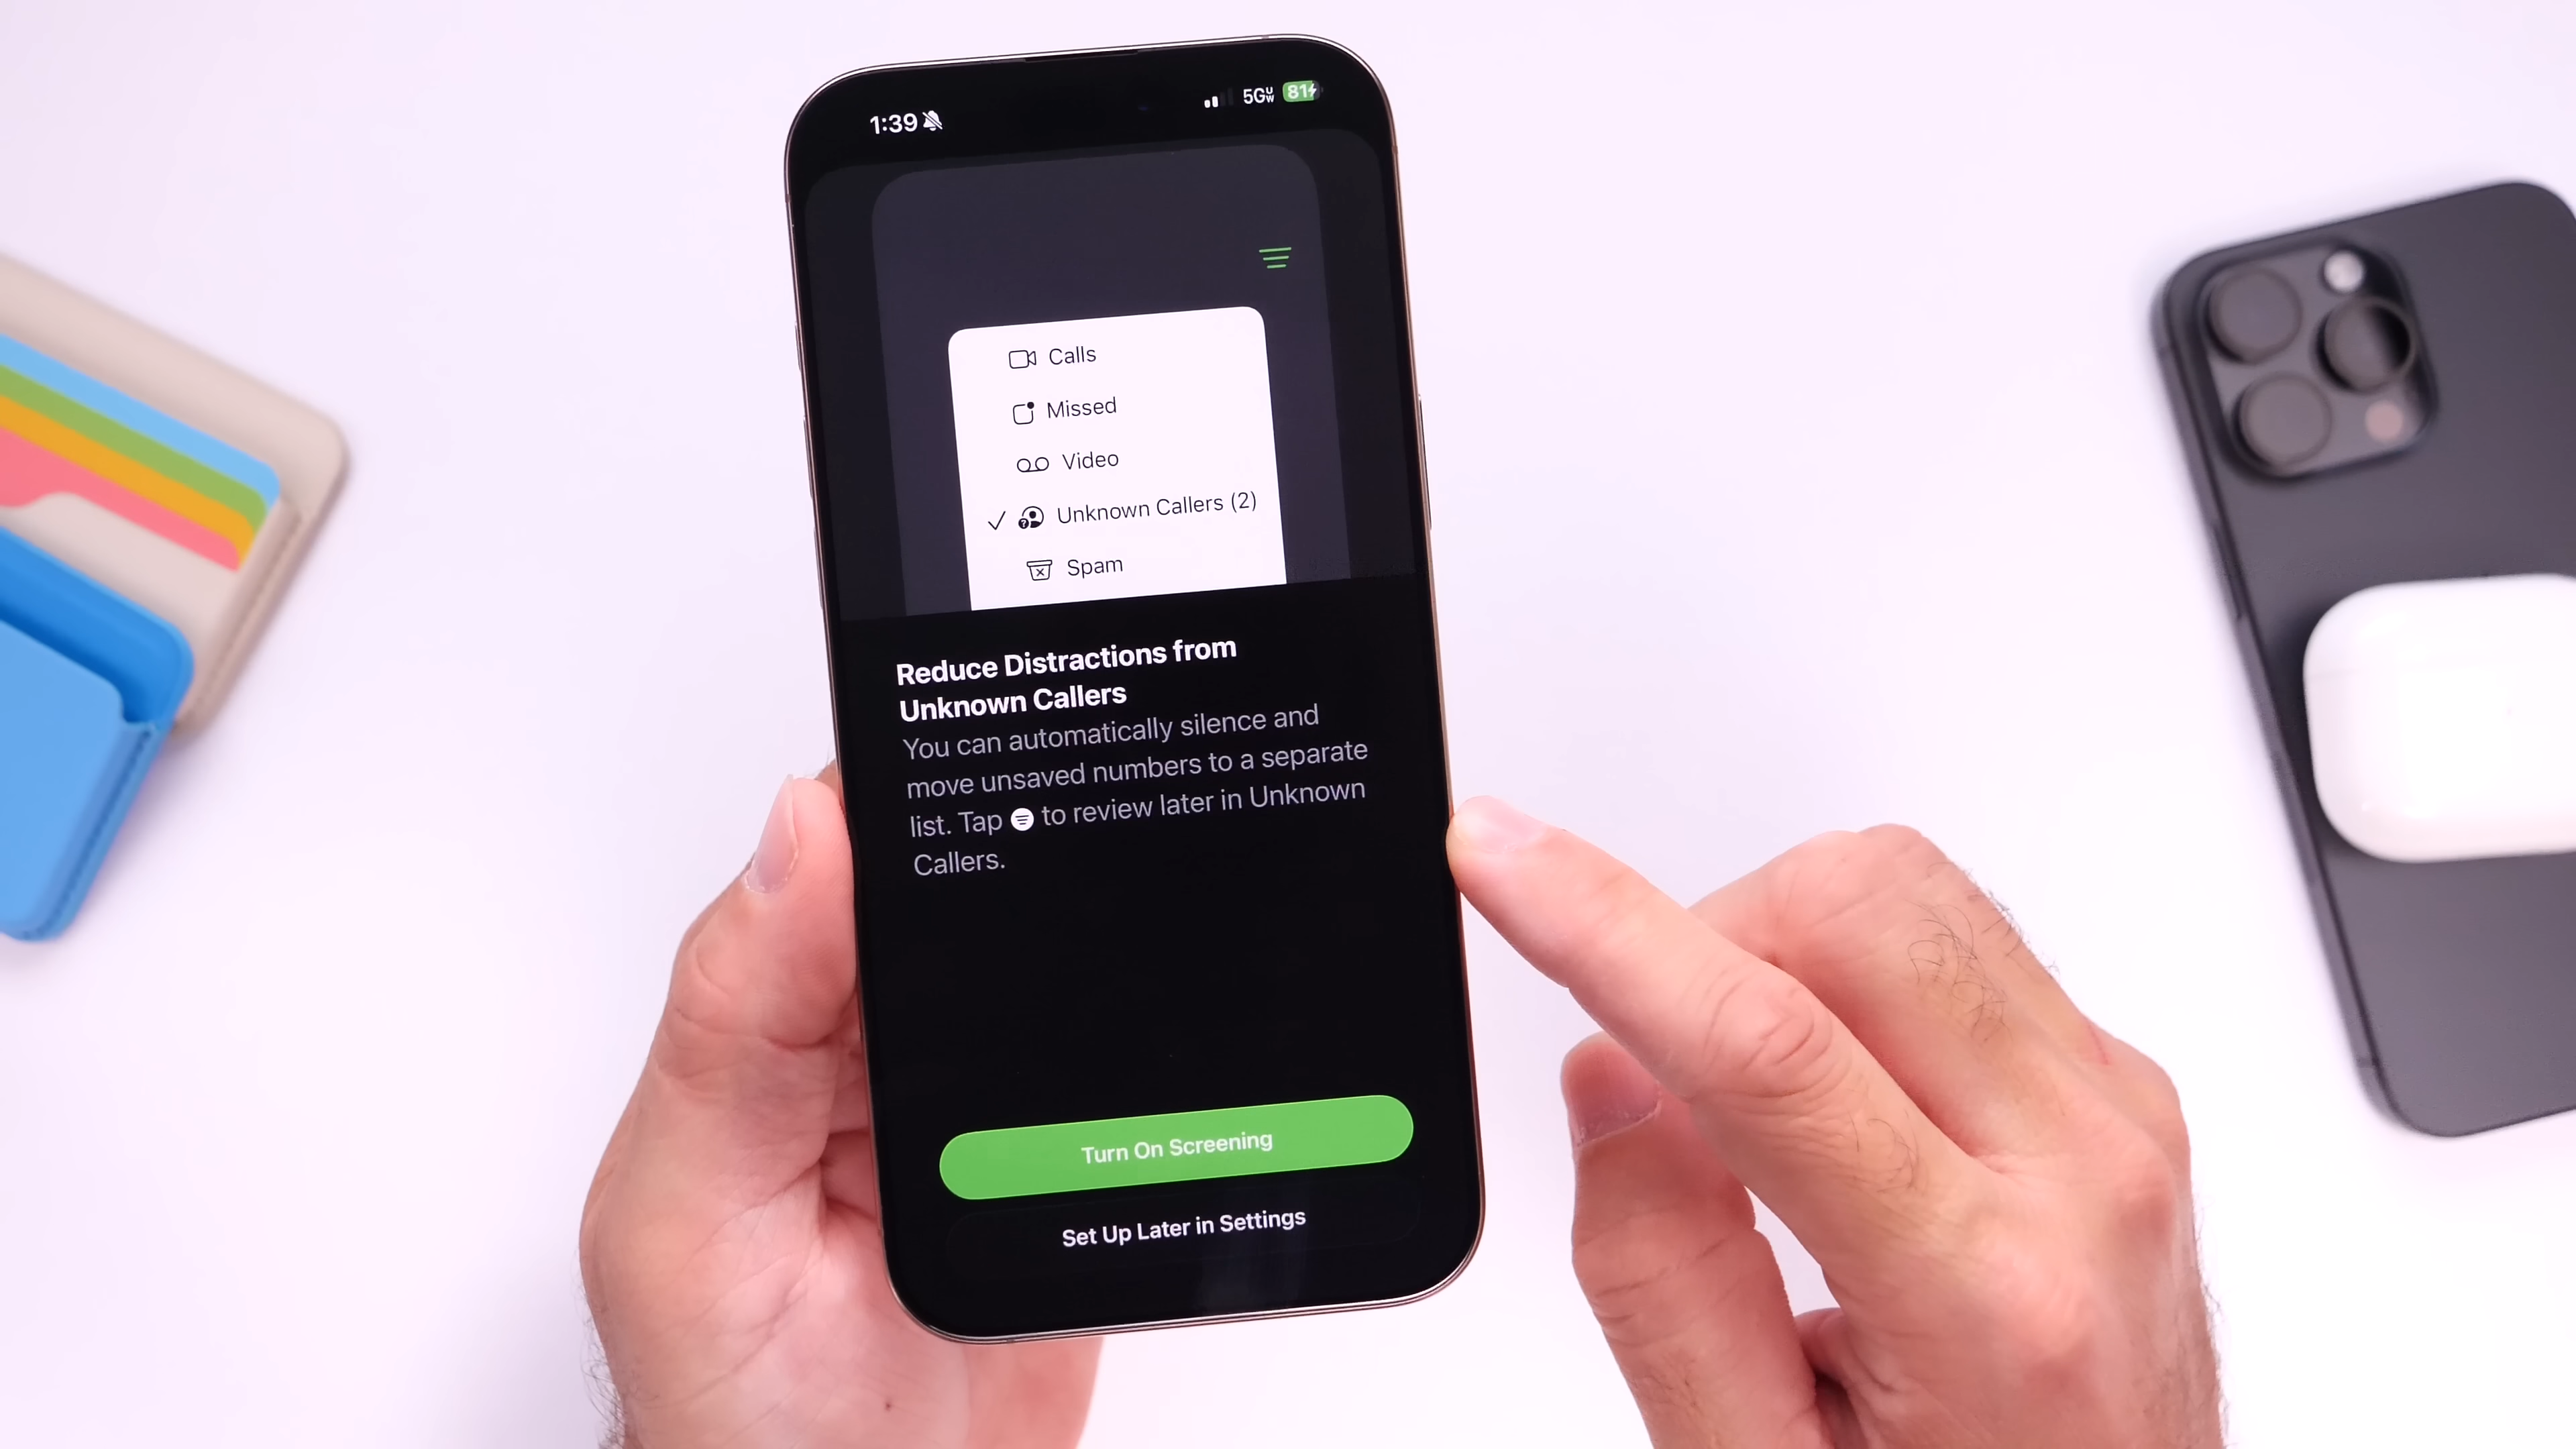 1:39
5G UW
81
Calls
Missed
Video
Unknown Callers (2)
Spam
Reduce Distractions from
Unknown Callers
You can automatically silence and
move unsaved numbers to a separate
list. Tap to review later in Unknown
Callers.
Turn On Screening
Set Up Later in Settings